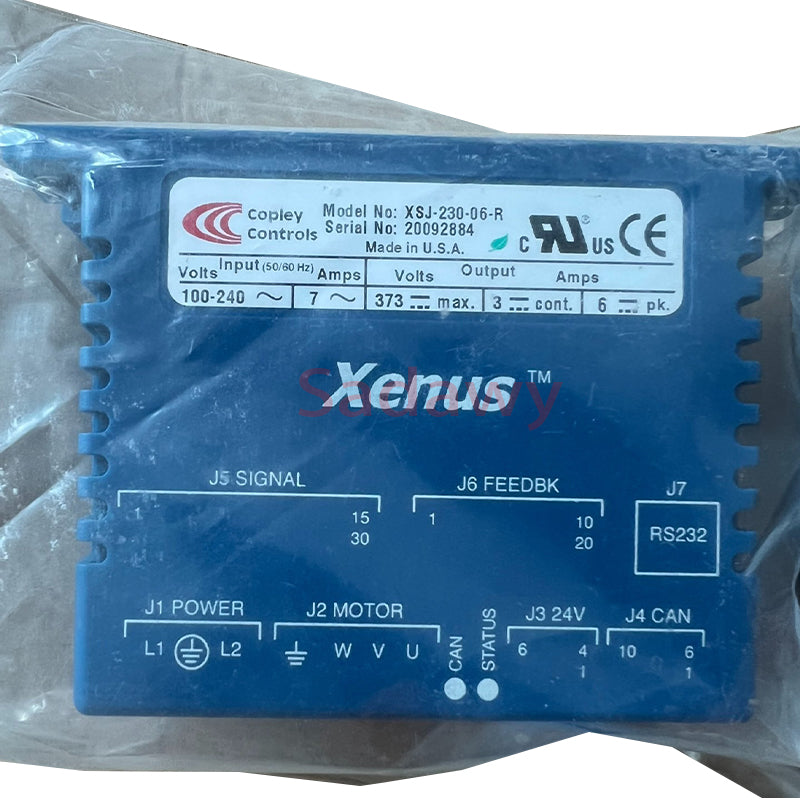 Copley Controls
Model No: XSJ-230-06-R
Serial No: 20092884
Made in U.S.A.
c RU US CE
Input (50/60 Hz)
Volts Amps
Output
Volts Amps
100-240 ~ 7 ~ 373 ⎓ max. 3 ⎓ cont. 6 ⎓ pk.
Xenus™
Sadawy
J5 SIGNAL J6 FEEDBK J7
1 15 1 10 RS232
30 20
J1 POWER J2 MOTOR CAN STATUS J3 24V J4 CAN
L1 L2 W V U 6 4 10 6
1 1